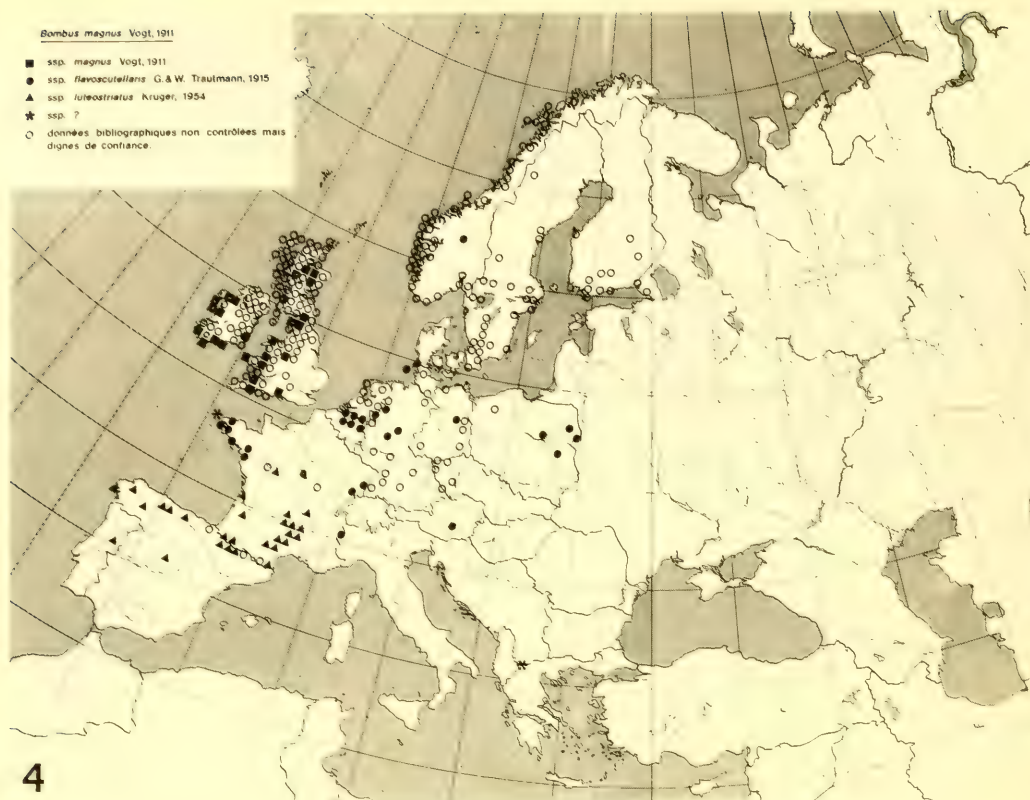 Bombus magnus Vogt, 1911
ssp. magnus Vogt, 1911
ssp. flavoscutellaris G. & W. Trautmann, 1915
ssp luteostriatus Kruger, 1954
ssp. ?
données bibliographiques non contrôlées mais
dignes de confiance.
4